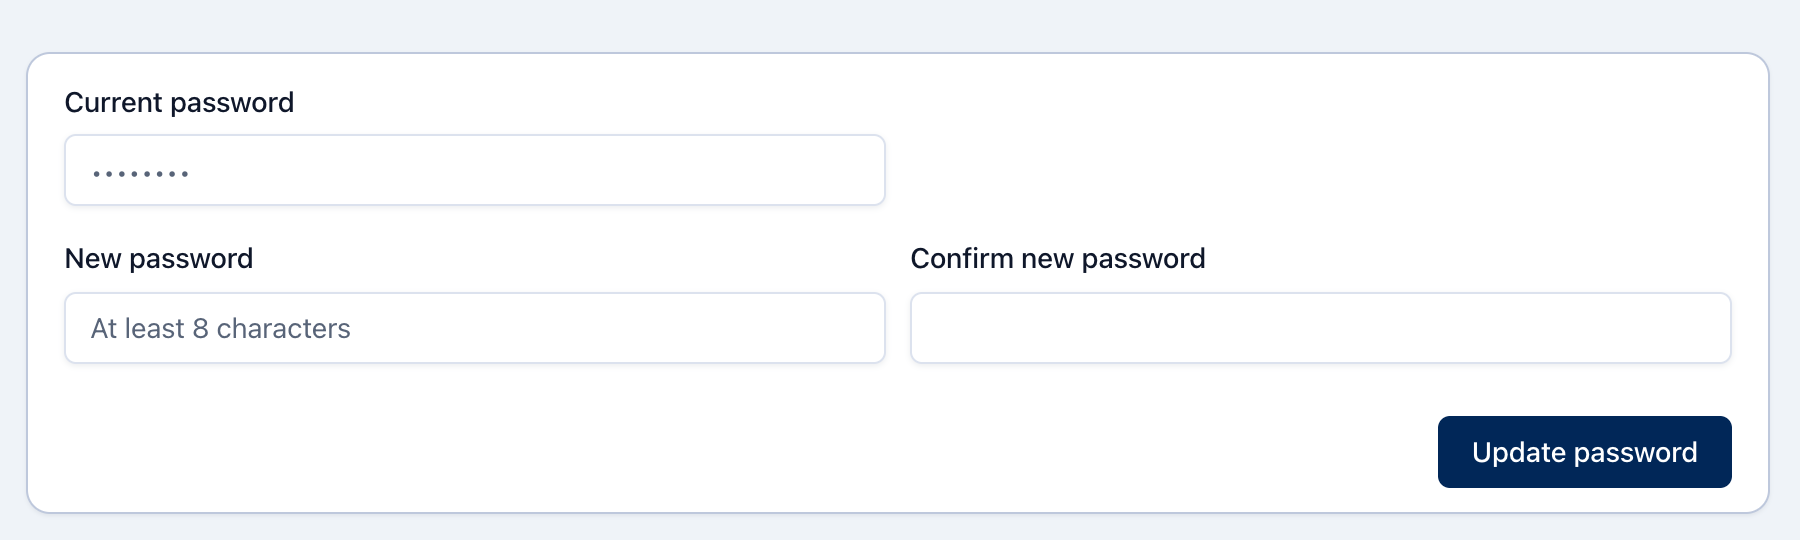 Current password
••••••••
New password
Confirm new password
At least 8 characters
Update password